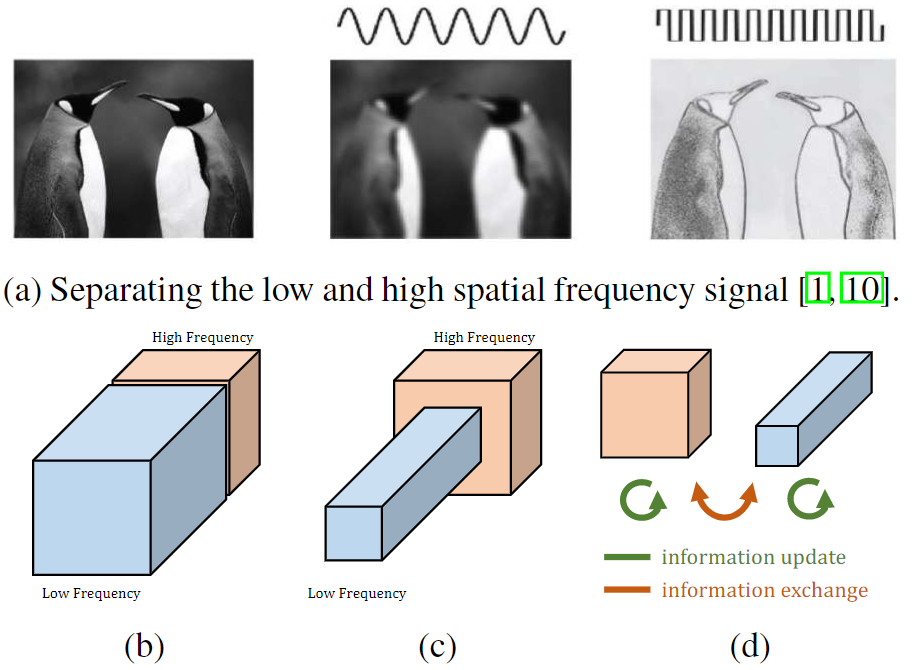 (a) Separating the low and high spatial frequency signal [1, 10].
High Frequency
Low Frequency
(b)
High Frequency
Low Frequency
(c)
information update
information exchange
(d)